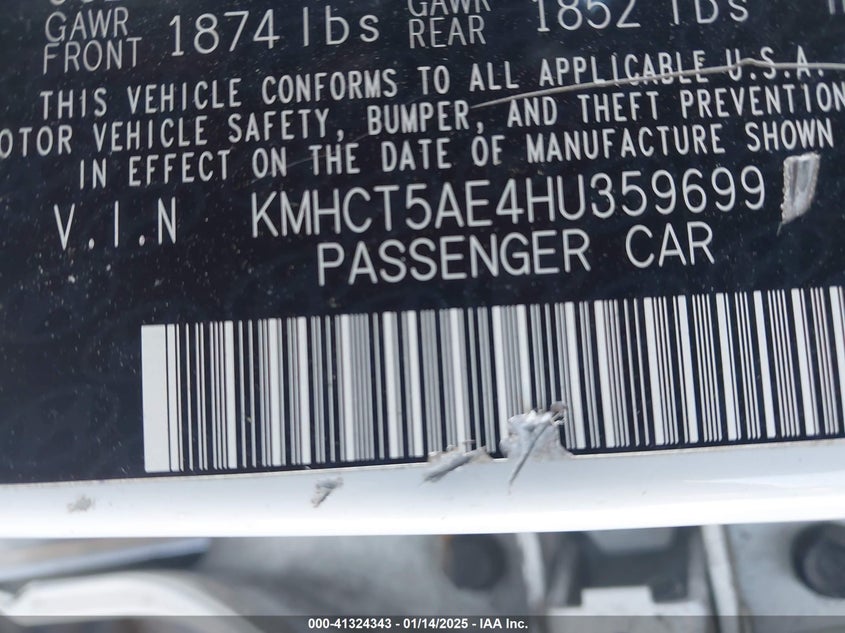 GAWR FRONT 1874 lbs GAWR REAR 1852 lbs
THIS VEHICLE CONFORMS TO ALL APPLICABLE U.S.A.
OTOR VEHICLE SAFETY, BUMPER, AND THEFT PREVENTION
IN EFFECT ON THE DATE OF MANUFACTURE SHOWN
V.I.N KMHCT5AE4HU359699
PASSENGER CAR
000-41324343 - 01/14/2025 - IAA Inc.